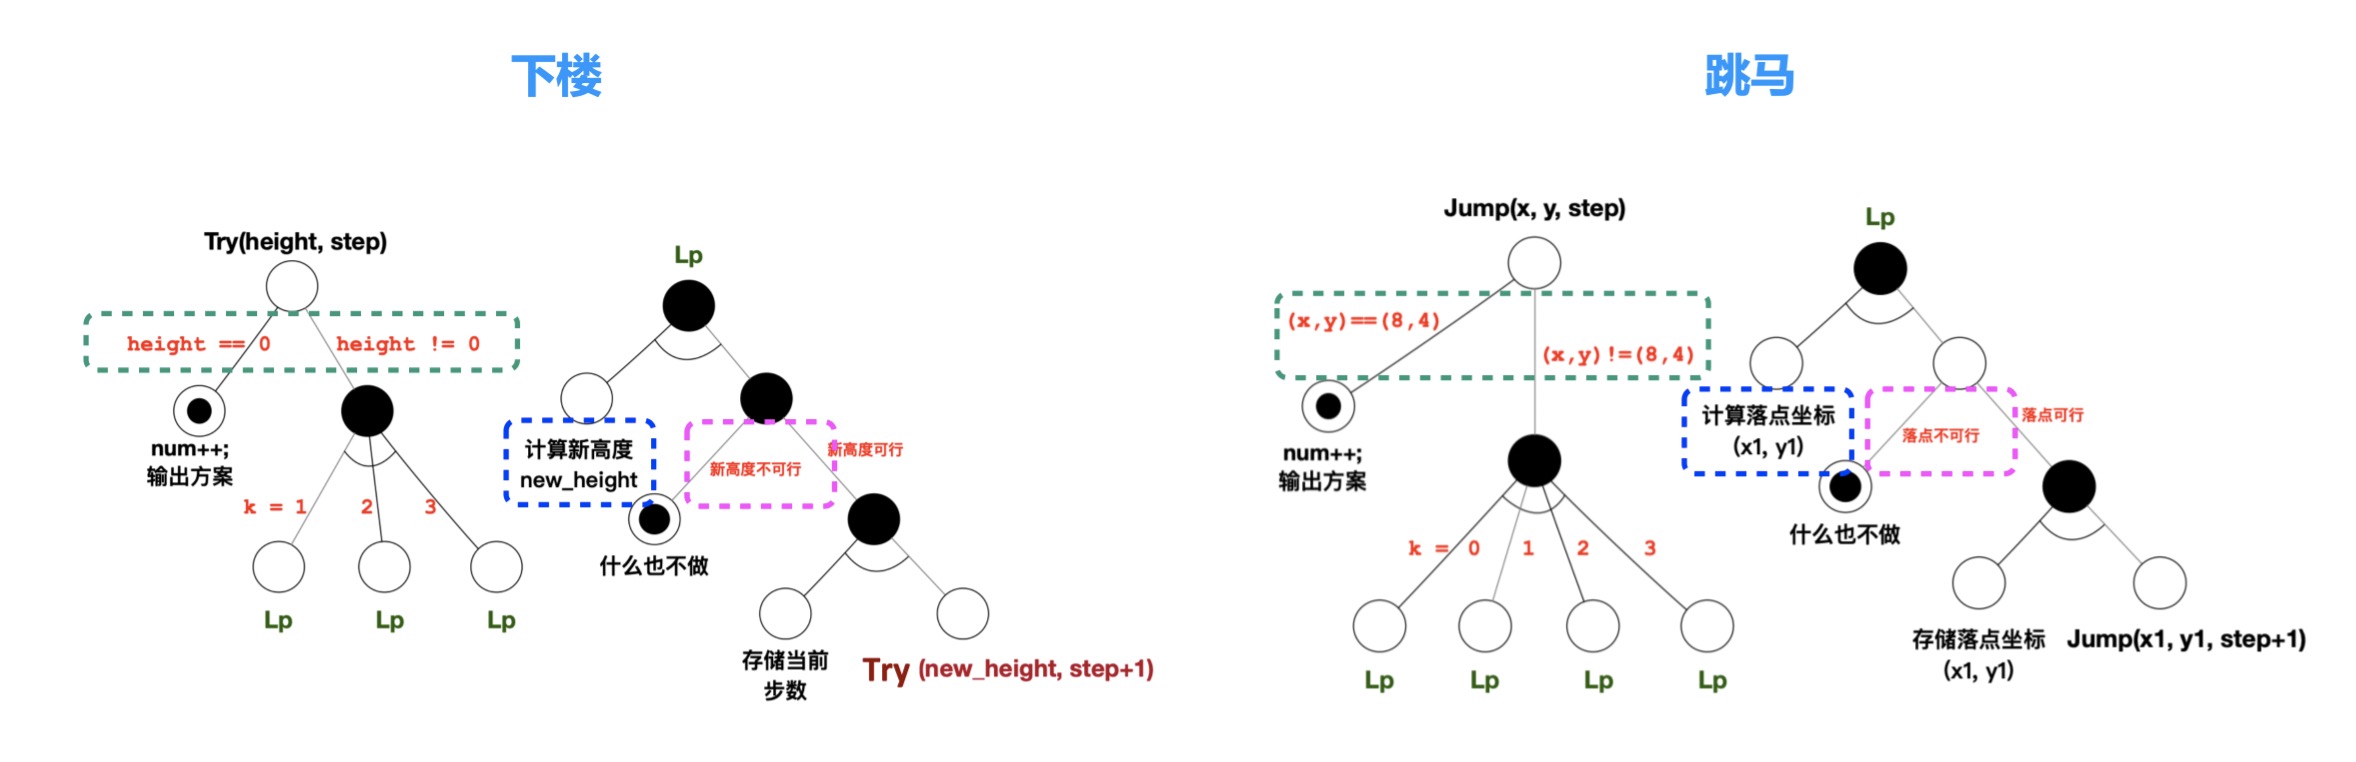 下楼
Try(height, step)
height == 0
height != 0
num++;
输出方案
k = 1
2
3
Lp
Lp
Lp
Lp
计算新高度
new_height
新高度不可行
新高度可行
什么也不做
存储当前
步数
Try (new_height, step+1)
跳马
Jump(x, y, step)
(x,y)==(8,4)
(x,y)!=(8,4)
num++;
输出方案
k = 0
1
2
3
Lp
Lp
Lp
Lp
Lp
计算落点坐标
(x1, y1)
落点不可行
落点可行
什么也不做
存储落点坐标
(x1, y1)
Jump(x1, y1, step+1)